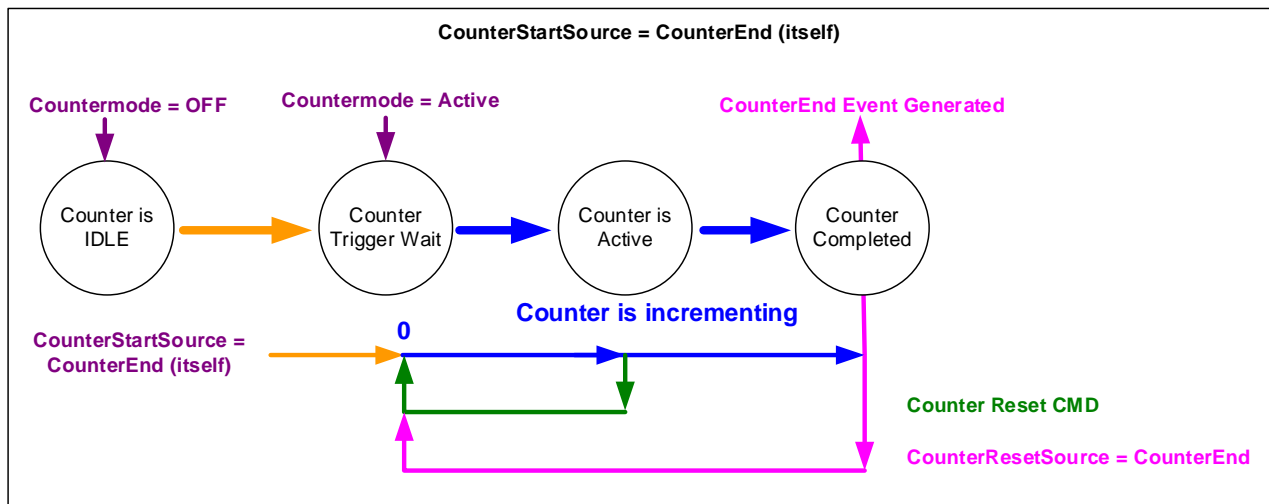 CounterStartSource = CounterEnd (itself)
Countermode = OFF
Countermode = Active
CounterEnd Event Generated
Counter is
IDLE
Counter
Trigger Wait
Counter is
Active
Counter
Completed
Counter is incrementing
0
CounterStartSource =
CounterEnd (itself)
Counter Reset CMD
CounterResetSource = CounterEnd